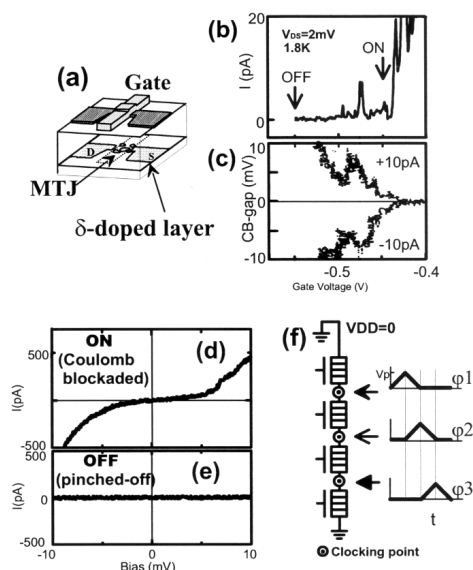 (a)
Gate
D
S
MTJ
δ-doped layer
(b)
20
I (pA)
0
V_DS=2mV
1.8K
OFF
ON
(c)
10
CB-gap (mV)
0
-10
+10pA
-10pA
-0.5
-0.4
Gate Voltage (V)
(d)
500
I(pA)
-500
ON
(Coulomb
blockaded)
(e)
500
I(pA)
0
-500
OFF
(pinched-off)
-10
0
10
Bias (mV)
(f)
VDD=0
Vp
φ1
φ2
φ3
t
Clocking point